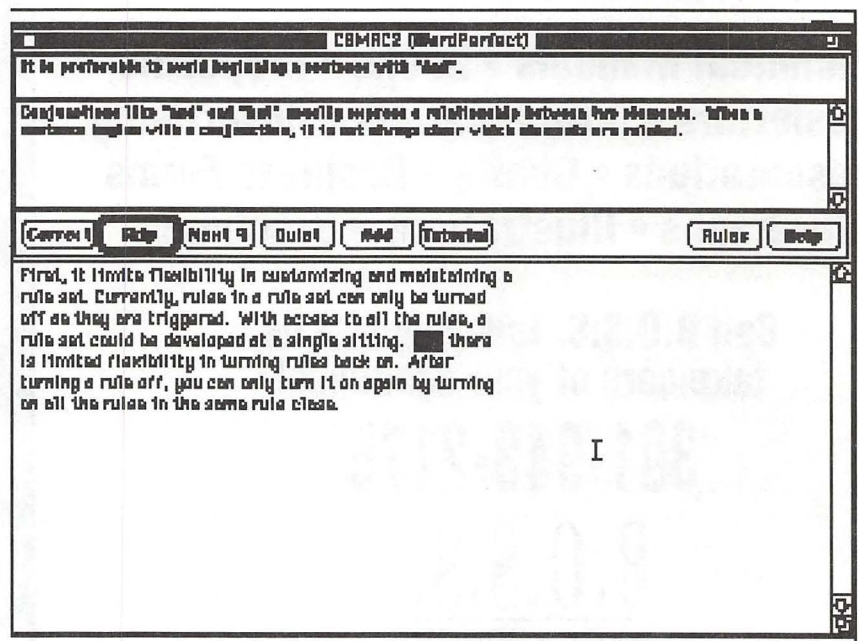 CBMAC2 (WordPerfect)
It is preferable to avoid beginning a sentence with "And".
Conjunctions like "and" and "but" usually express a relationship between two elements. When a
sentence begins with a conjunction, it is not always clear which elements are related.
Correct Skip Next ¶ Quiet Add Tutorial Rules Help
First, it limits flexibility in customizing and maintaining a
rule set. Currently, rules in a rule set can only be turned
off as they are triggered. With access to all the rules, a
rule set could be developed at a single sitting. there
is limited flexibility in turning rules back on. After
turning a rule off, you can only turn it on again by turning
on all the rules in the same rule class.